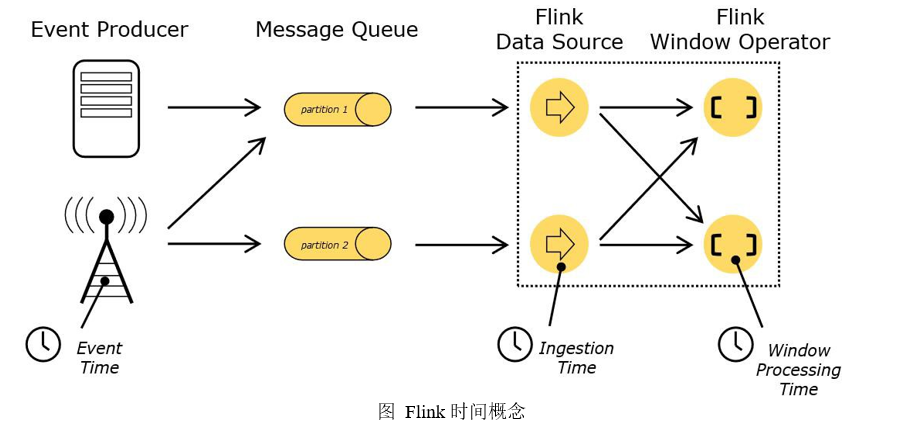 Event Producer
Message Queue
Flink
Data Source
Flink
Window Operator
partition 1
partition 2
Event
Time
Ingestion
Time
Window
Processing
Time
图 Flink 时间概念